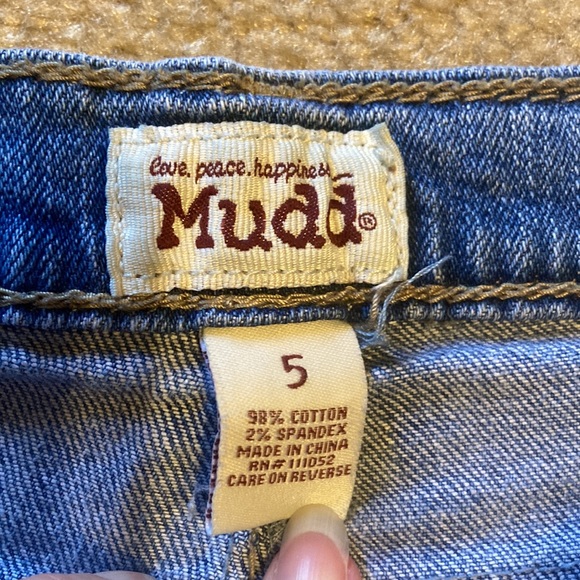 love. peace. happiness
Mudd®
5
98% COTTON
2% SPANDEX
MADE IN CHINA
RN# 111052
CARE ON REVERSE